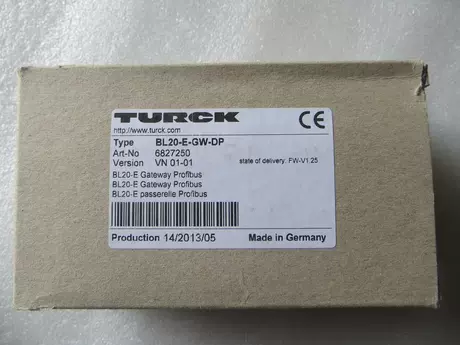 TURCK
CE
http://www.turck.com
Type BL20-E-GW-DP
Art-No 6827250
Version VN 01-01 state of delivery: FW-V1.25
BL20-E Gateway Profibus
BL20-E Gateway Profibus
BL20-E passerelle Profibus
Production 14/2013/05 Made in Germany